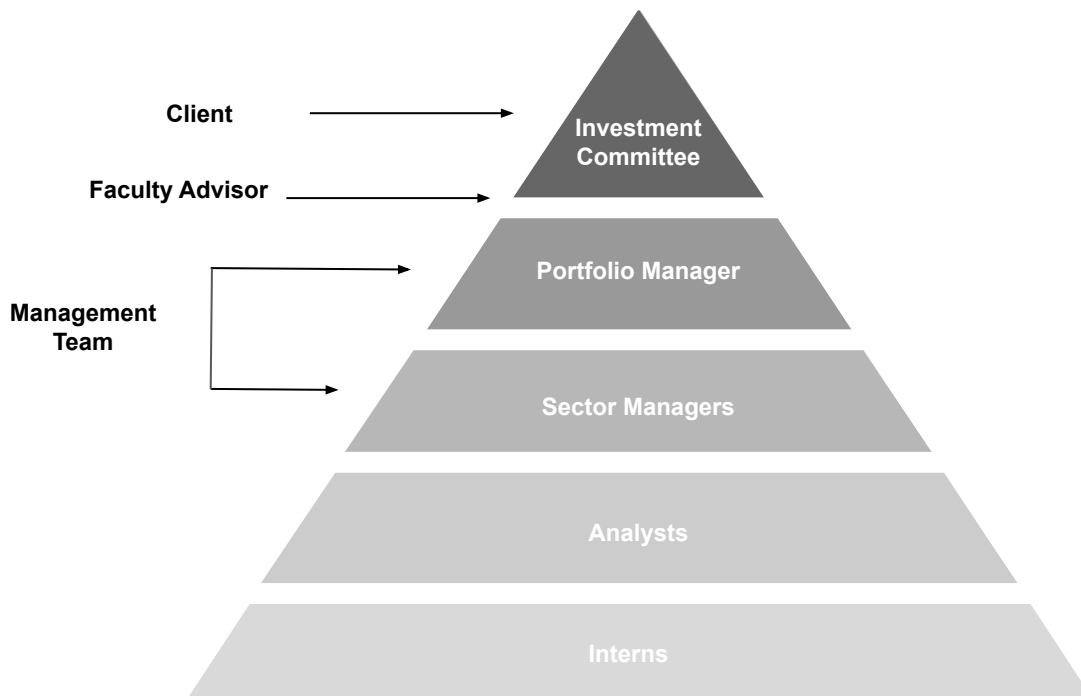 Client
Investment
Committee
Faculty Advisor
Portfolio Manager
Management
Team
Sector Managers
Analysts
Interns